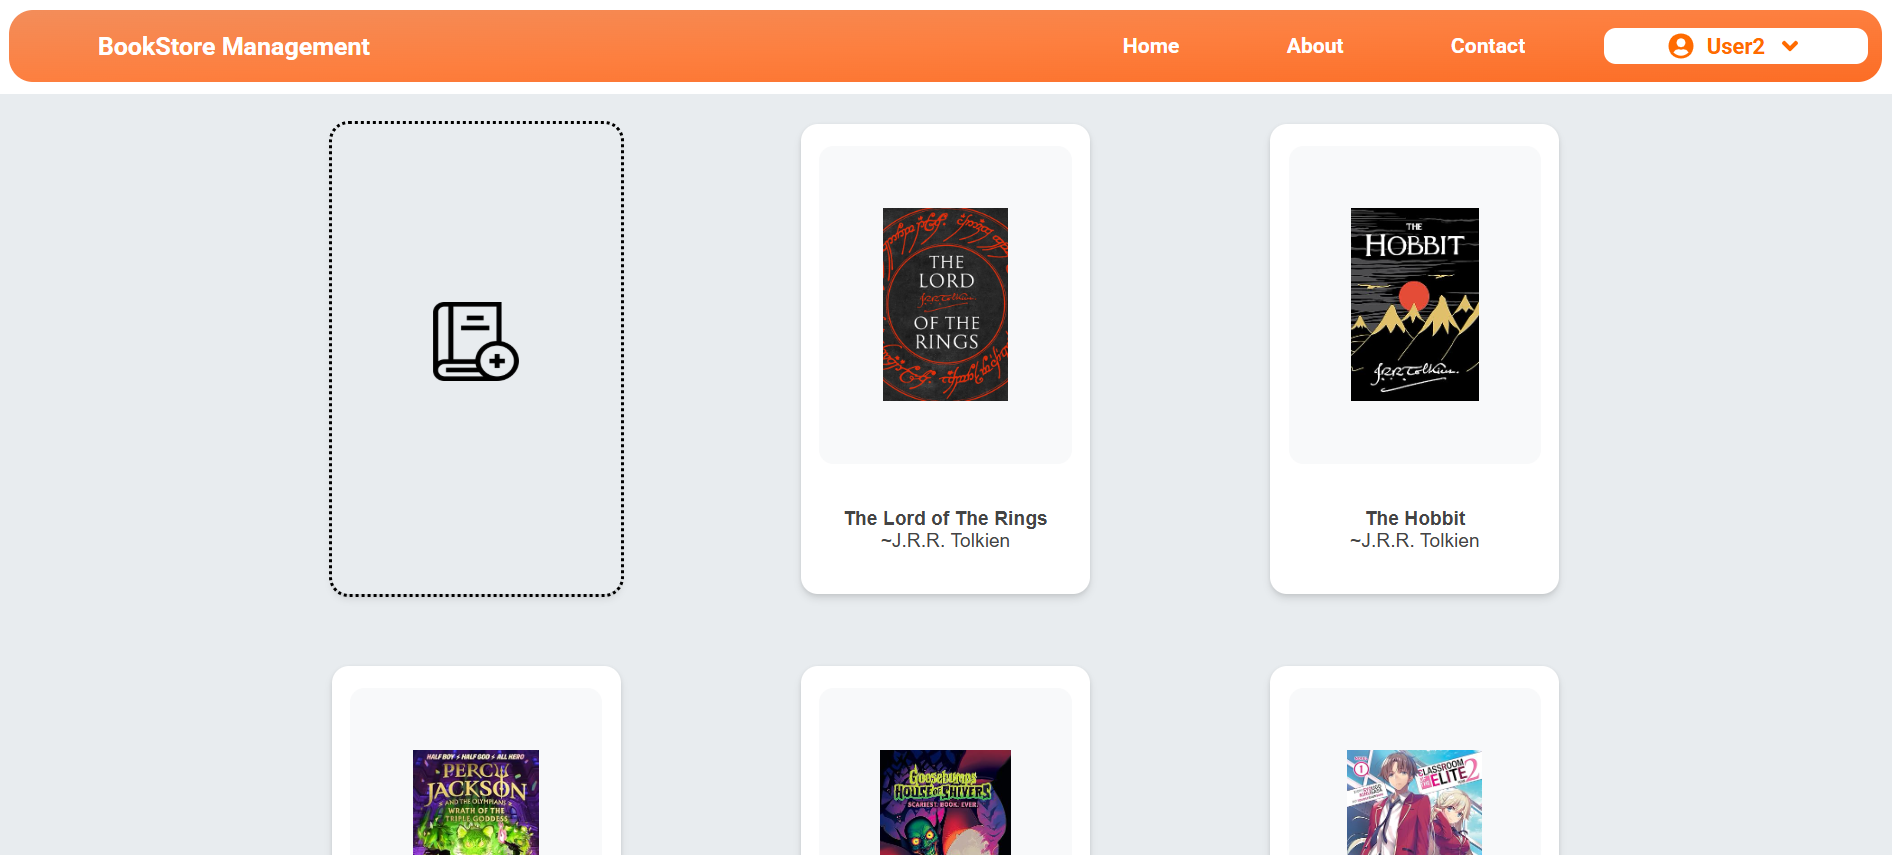 BookStore Management
Home
About
Contact
User2
THE
LORD
OF THE
RINGS
THE
HOBBIT
The Lord of The Rings
~J.R.R. Tolkien
The Hobbit
~J.R.R. Tolkien
HALF BOY HALF GOD ALL HERO
PERCY
JACKSON
AND THE OLYMPIANS
WRATH OF THE
TRIPLE GODDESS
Goosebumps
HOUSE OF SHIVERS
SCARIEST. BOOK. EVER.
1
CLASSROOM
ELITE 2